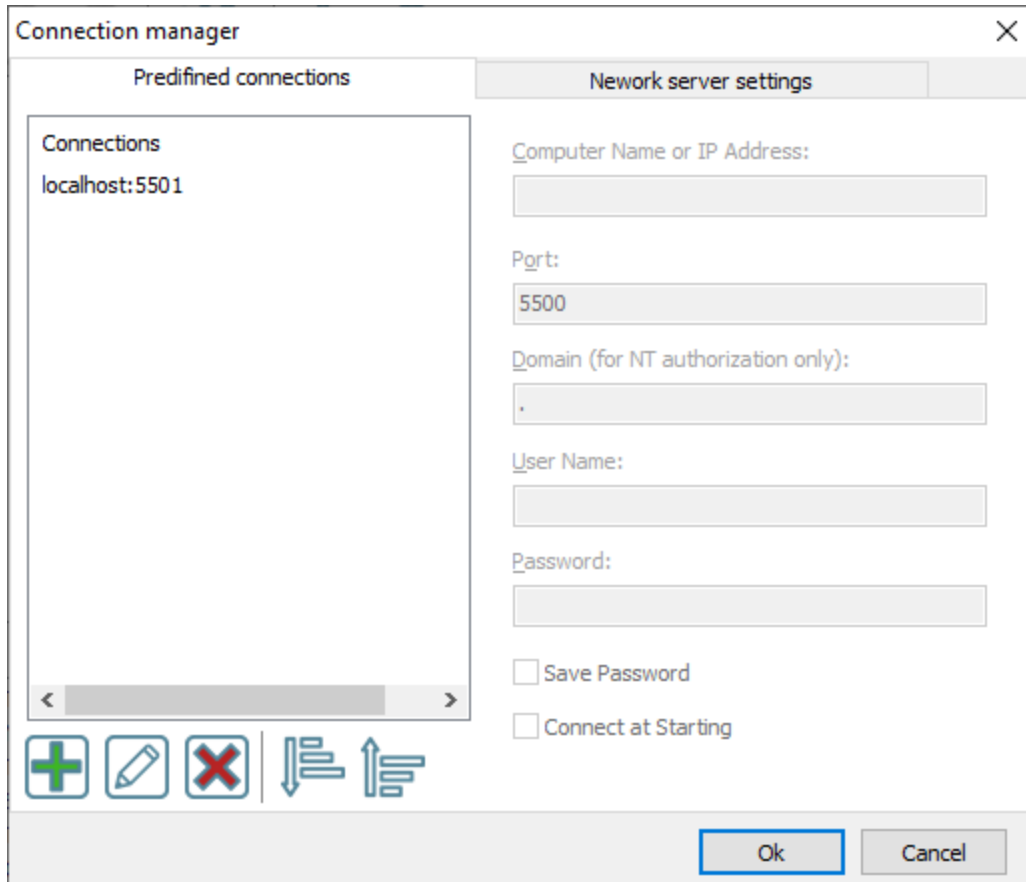 Connection manager
Predifined connections
Nework server settings
Connections
localhost:5501
Computer Name or IP Address:
Port:
5500
Domain (for NT authorization only):
.
User Name:
Password:
Save Password
Connect at Starting
Ok
Cancel